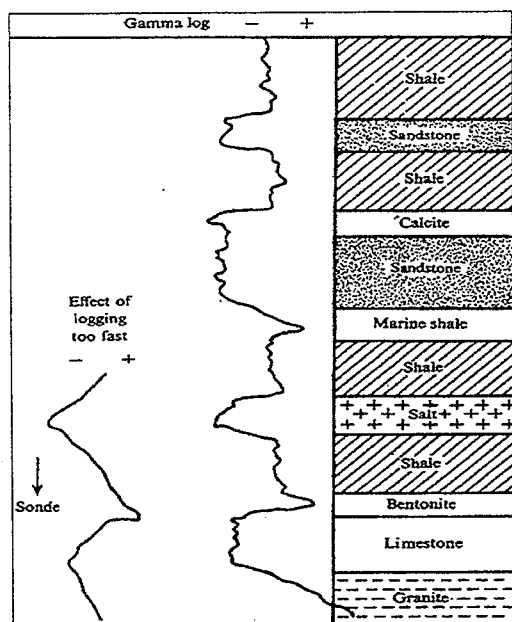 Gamma log − +
Shale
Sandstone
Shale
Calcite
Sandstone
Effect of
logging
too fast
− +
Marine shale
Shale
Salt
Shale
Sonde
Bentonite
Limestone
Granite